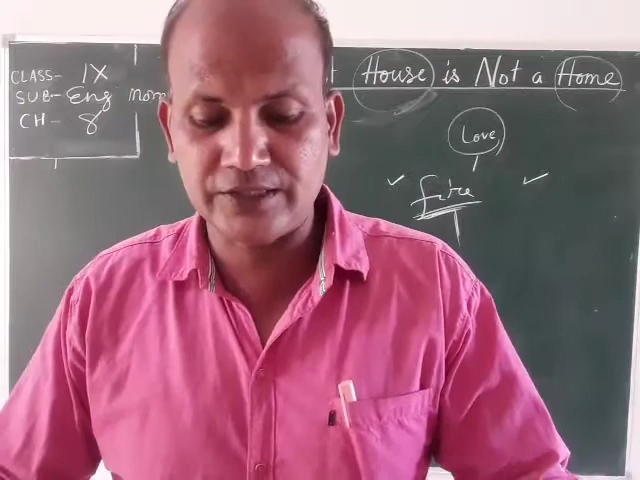 CLASS- IX
SUB- Eng
CH- 8
House is Not a Home
Love
fire